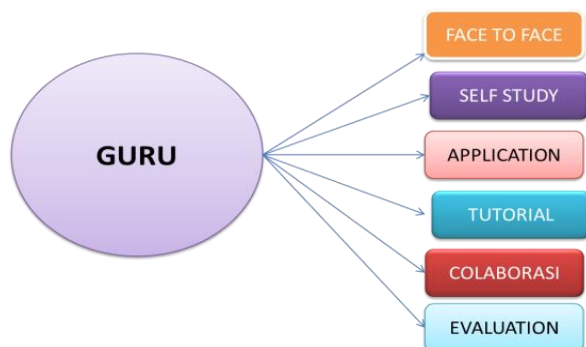 GURU
FACE TO FACE
SELF STUDY
APPLICATION
TUTORIAL
COLABORASI
EVALUATION